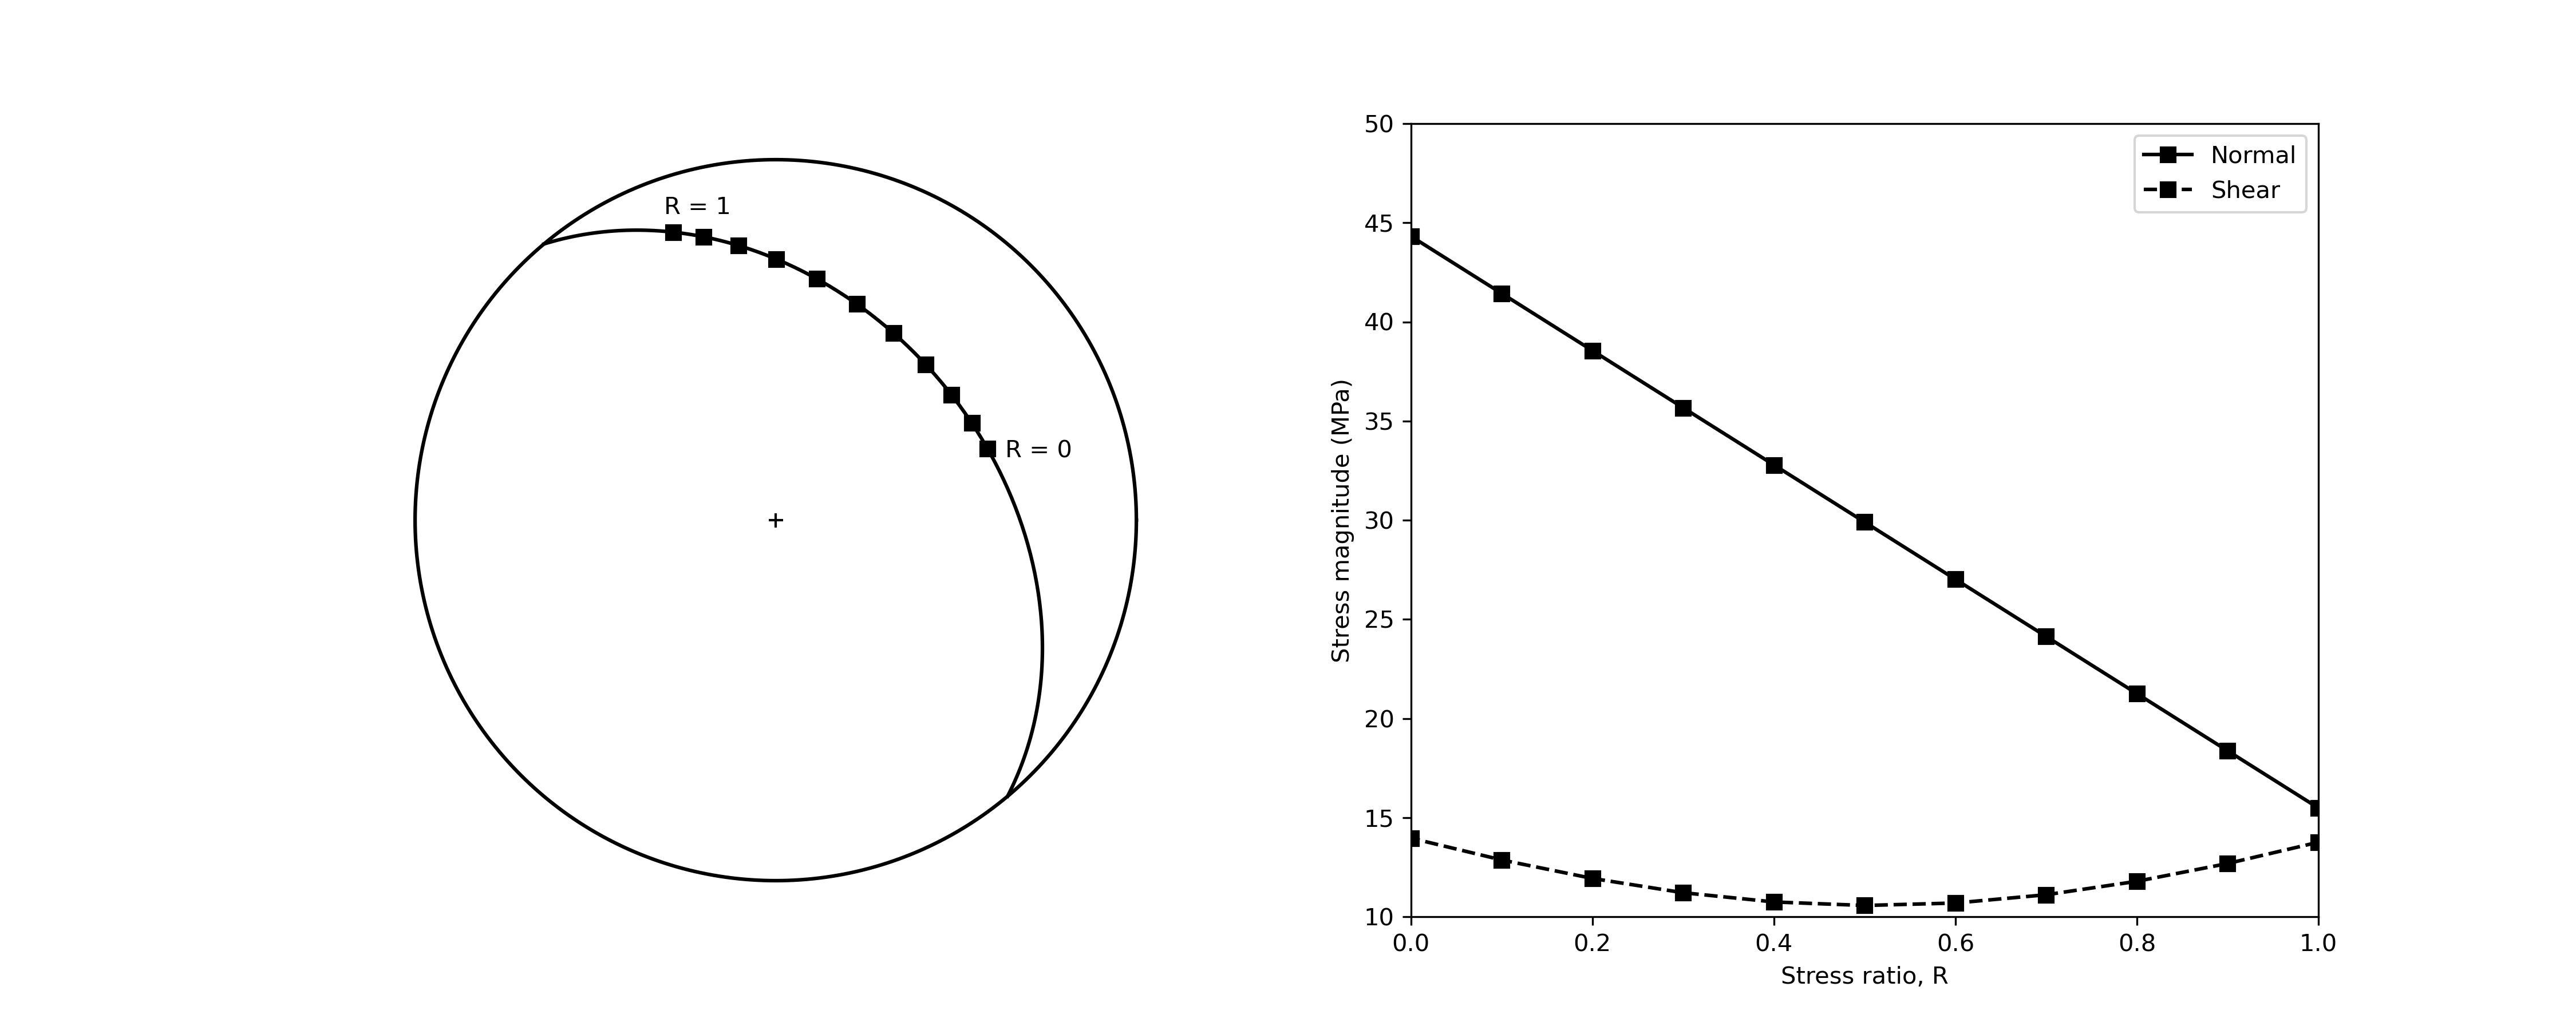 R = 1
R = 0
50
45
40
35
30
25
20
15
10
Stress magnitude (MPa)
Normal
Shear
0.0
0.2
0.4
0.6
0.8
1.0
Stress ratio, R